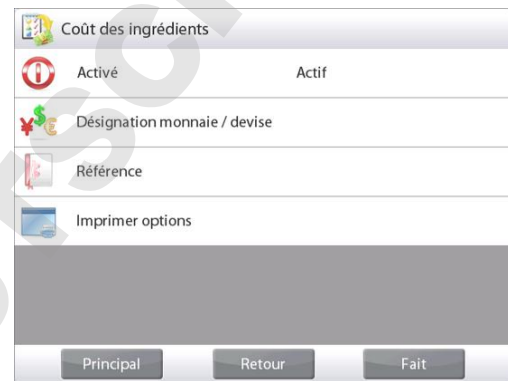 Coût des ingrédients
Activé Actif
Désignation monnaie / devise
Référence
Imprimer options
Principal Retour Fait